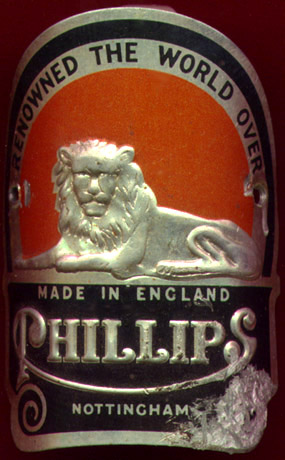 RENOWNED THE WORLD OVER
MADE IN ENGLAND
PHILLIPS
NOTTINGHAM